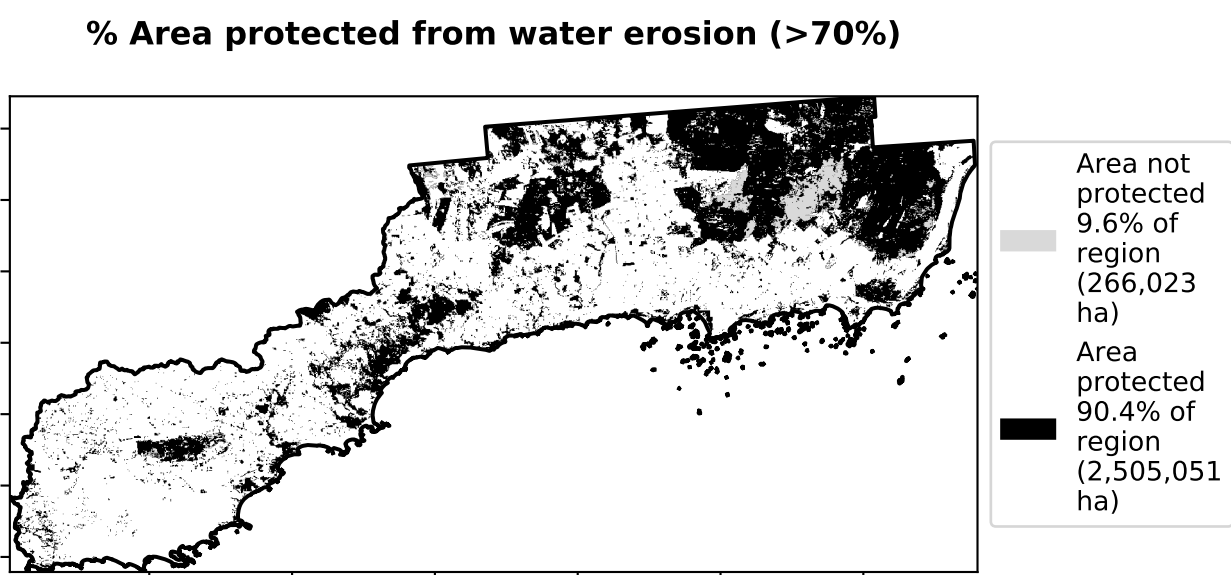 % Area protected from water erosion (>70%)
Area not
protected
9.6% of
region
(266,023
ha)
Area
protected
90.4% of
region
(2,505,051
ha)